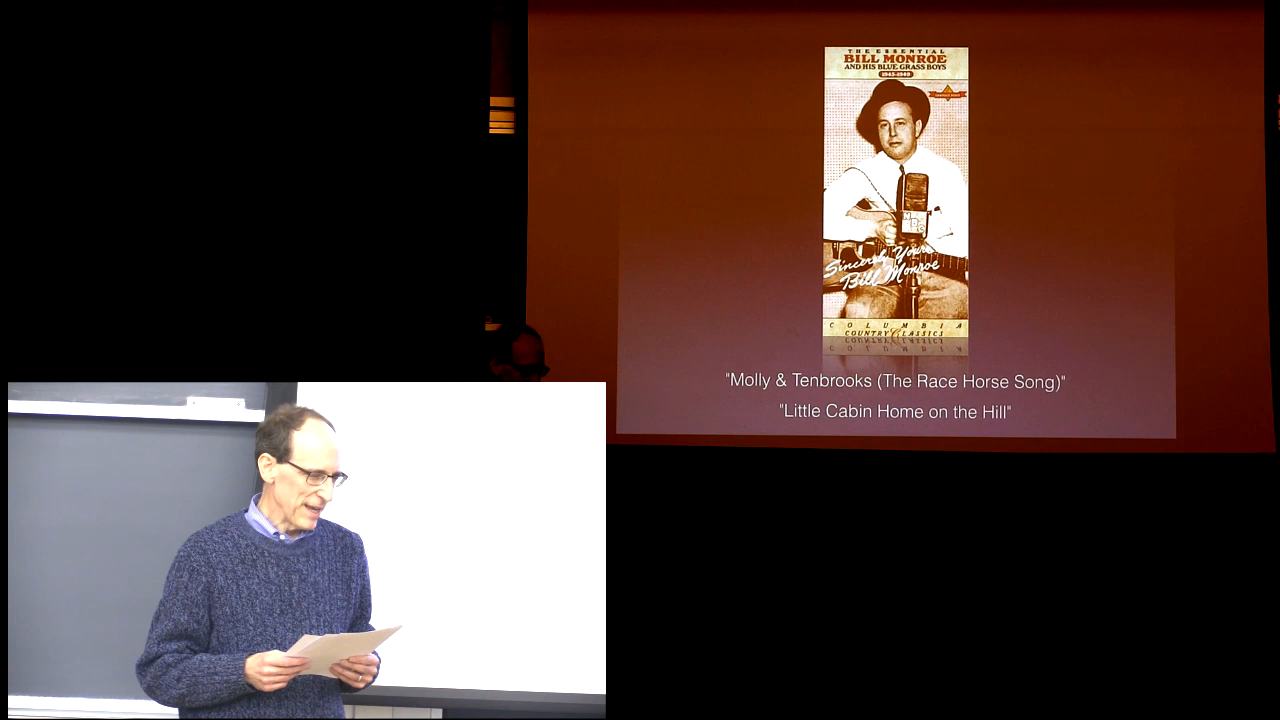 THE ESSENTIAL
BILL MONROE
AND HIS BLUE GRASS BOYS
1945-1949
Sincerely Yours
Bill Monroe
COLUMBIA
COUNTRY CLASSICS
"Molly & Tenbrooks (The Race Horse Song)"
"Little Cabin Home on the Hill"